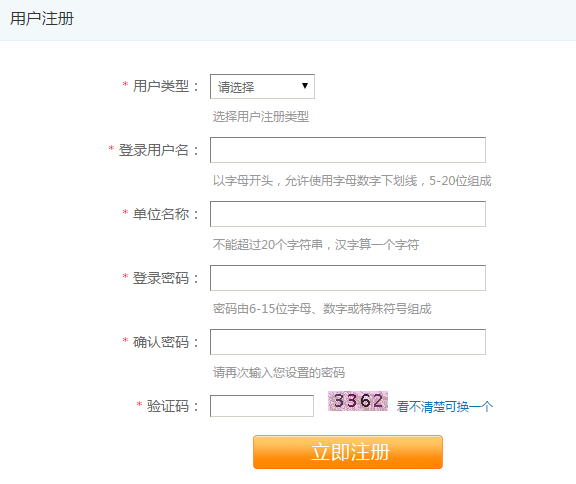 用户注册
* 用户类型： 请选择
选择用户注册类型
* 登录用户名：
以字母开头，允许使用字母数字下划线，5-20位组成
* 单位名称：
不能超过20个字符串，汉字算一个字符
* 登录密码：
密码由6-15位字母、数字或特殊符号组成
* 确认密码：
请再次输入您设置的密码
* 验证码： 3362 看不清楚可换一个
立即注册